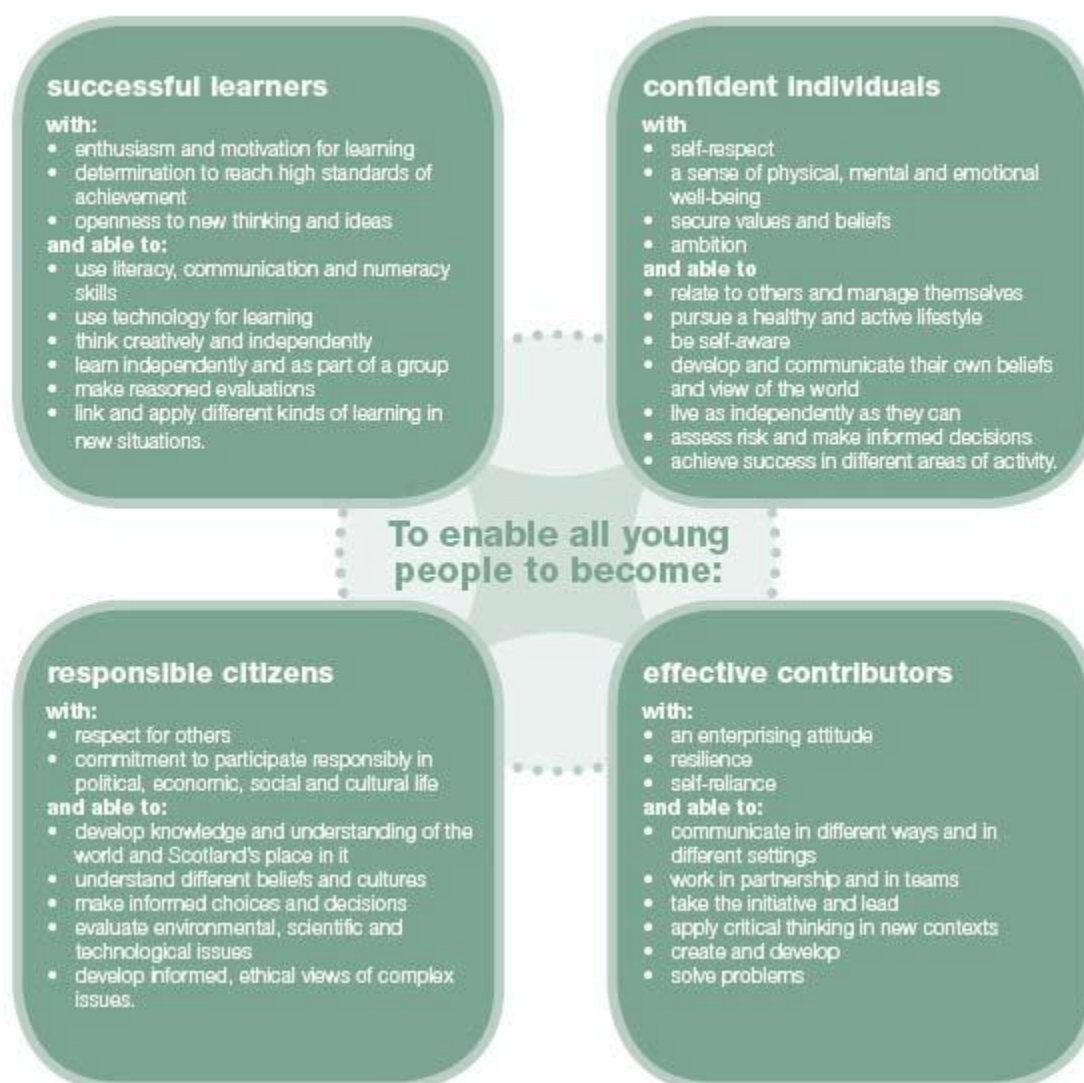 successful learners
with:
• enthusiasm and motivation for learning
• determination to reach high standards of
achievement
• openness to new thinking and ideas
and able to:
• use literacy, communication and numeracy
skills
• use technology for learning
• think creatively and independently
• learn independently and as part of a group
• make reasoned evaluations
• link and apply different kinds of learning in
new situations.
confident individuals
with
• self-respect
• a sense of physical, mental and emotional
well-being
• secure values and beliefs
• ambition
and able to
• relate to others and manage themselves
• pursue a healthy and active lifestyle
• be self-aware
• develop and communicate their own beliefs
and view of the world
• live as independently as they can
• assess risk and make informed decisions
• achieve success in different areas of activity.
To enable all young
people to become:
responsible citizens
with:
• respect for others
• commitment to participate responsibly in
political, economic, social and cultural life
and able to:
• develop knowledge and understanding of the
world and Scotland's place in it
• understand different beliefs and cultures
• make informed choices and decisions
• evaluate environmental, scientific and
technological issues
• develop informed, ethical views of complex
issues.
effective contributors
with:
• an enterprising attitude
• resilience
• self-reliance
and able to:
• communicate in different ways and in
different settings
• work in partnership and in teams
• take the initiative and lead
• apply critical thinking in new contexts
• create and develop
• solve problems